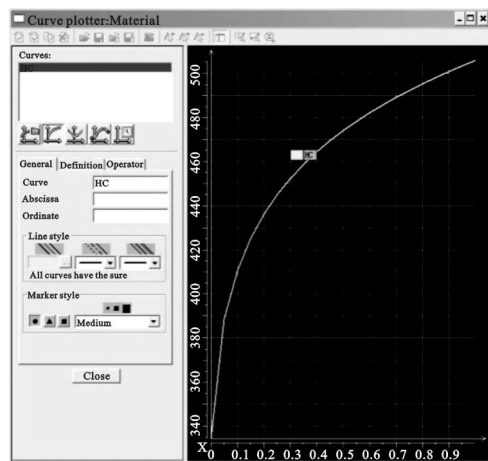 Curve plotter:Material
Curves:
HC
General Definition Operator
Curve HC
Abscissa
Ordinate
Line style
All curves have the sure
Marker style
Medium
Close
500
480
460
HC
440
420
400
380
360
340
X
0 0.1 0.2 0.3 0.4 0.5 0.6 0.7 0.8 0.9